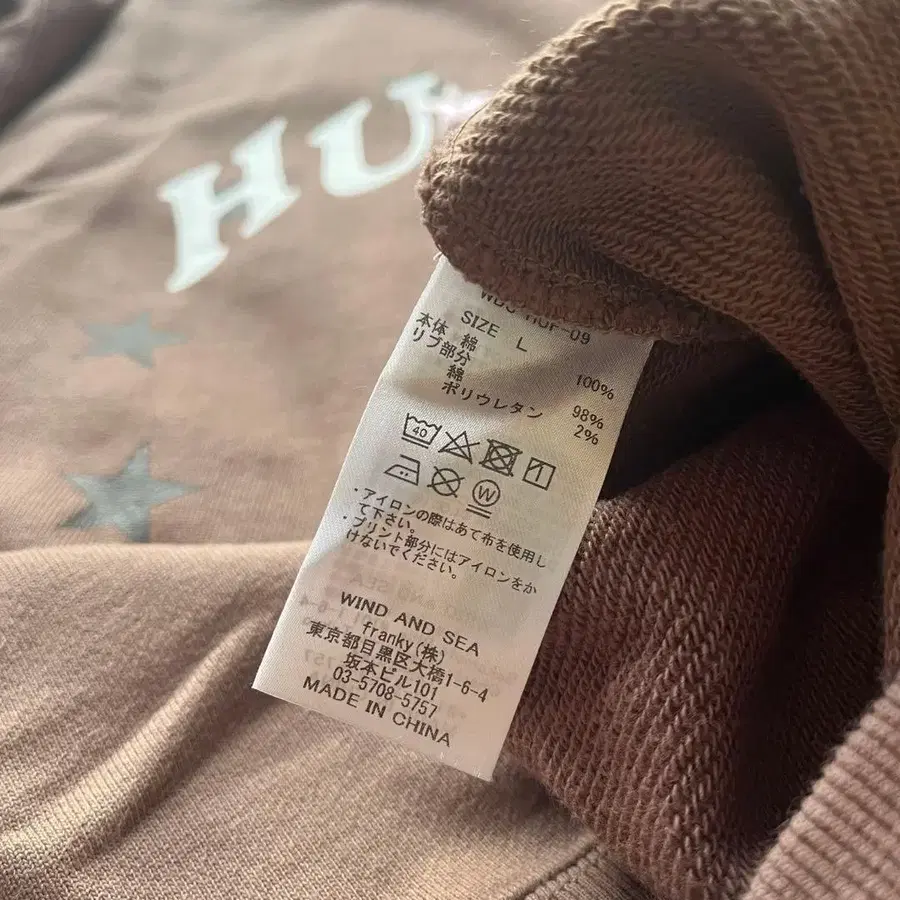 HU
WDS-HUF-09
SIZE L
本体 綿 100%
リブ部分
綿 98%
ポリウレタン 2%
40
W
・アイロンの際はあて布を使用し
て下さい。
・プリント部分にはアイロンをか
けないでください。
WIND AND SEA
franky(株)
東京都目黒区大橋1-6-4
坂本ビル101
03-5708-5757
MADE IN CHINA